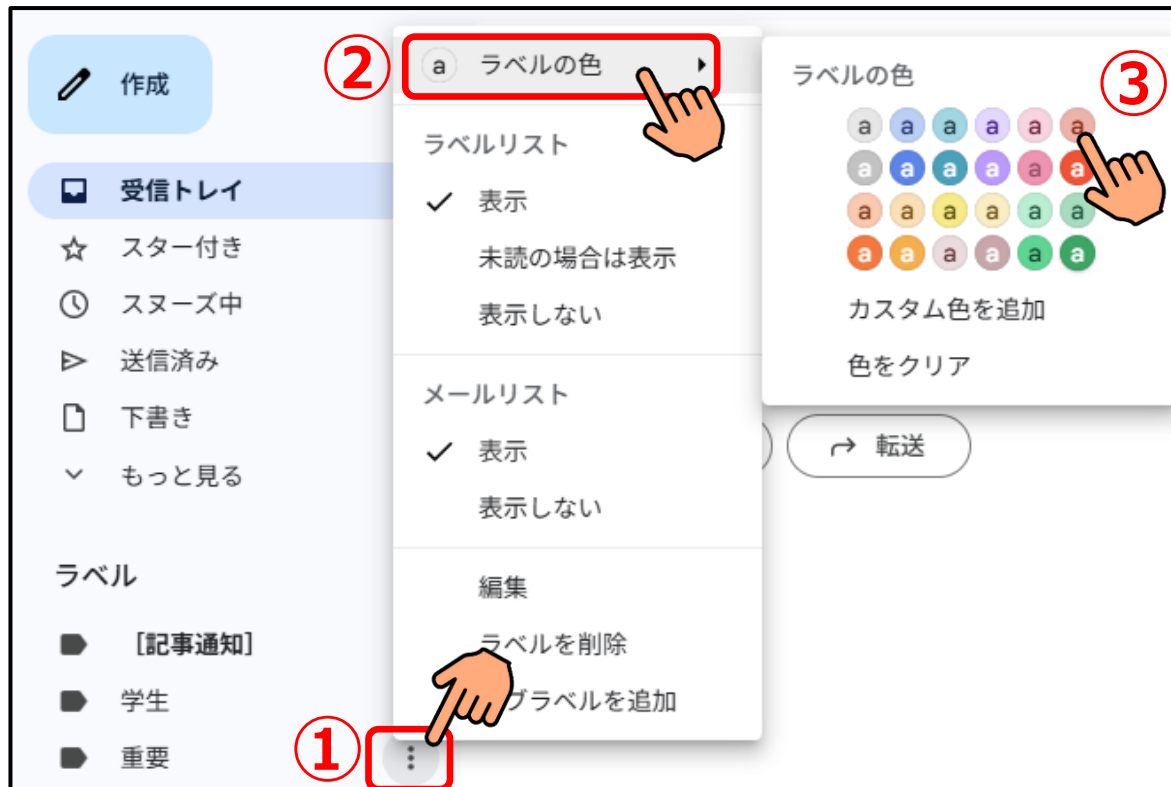 作成
受信トレイ
スター付き
スヌーズ中
送信済み
下書き
もっと見る
ラベル
［記事通知］
学生
重要
①
②
a ラベルの色
ラベルリスト
表示
未読の場合は表示
表示しない
メールリスト
表示
表示しない
編集
ラベルを削除
ブラベルを追加
③
ラベルの色
a a a a a a
a a a a a a
a a a a a a
a a a a a a
カスタム色を追加
色をクリア
転送